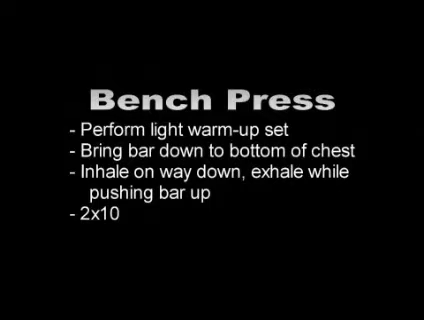 Bench Press
- Perform light warm-up set
- Bring bar down to bottom of chest
- Inhale on way down, exhale while
pushing bar up
- 2x10